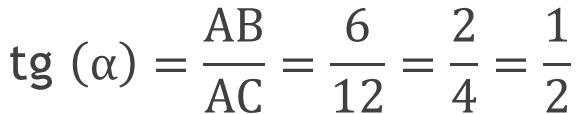 tg (α) = AB/AC = 6/12 = 2/4 = 1/2